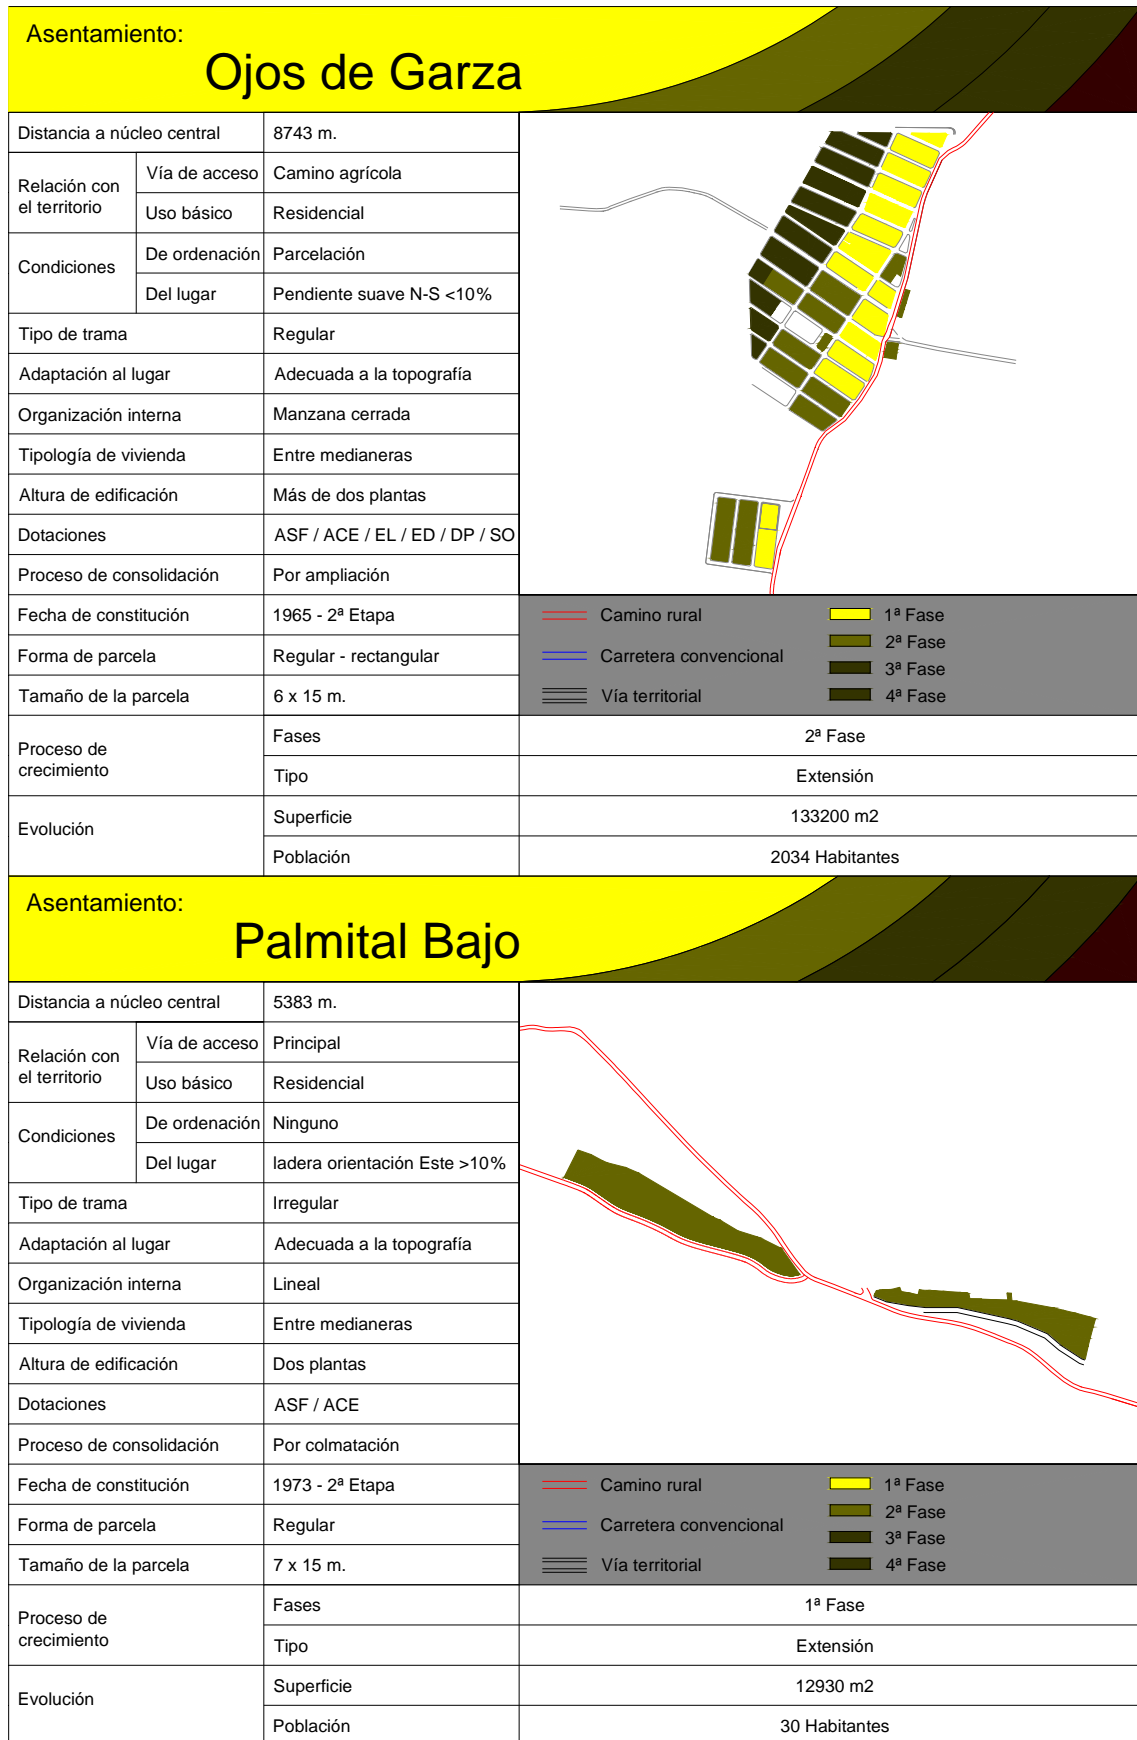 Asentamiento:
Ojos de Garza
Distancia a núcleo central 8743 m.
Relación con el territorio Vía de acceso Camino agrícola
Uso básico Residencial
Condiciones De ordenación Parcelación
Del lugar Pendiente suave N-S <10%
Tipo de trama Regular
Adaptación al lugar Adecuada a la topografía
Organización interna Manzana cerrada
Tipología de vivienda Entre medianeras
Altura de edificación Más de dos plantas
Dotaciones ASF / ACE / EL / ED / DP / SO
Proceso de consolidación Por ampliación
Fecha de constitución 1965 - 2ª Etapa
Forma de parcela Regular - rectangular
Tamaño de la parcela 6 x 15 m.
Camino rural
Carretera convencional
Vía territorial
1ª Fase
2ª Fase
3ª Fase
4ª Fase
Proceso de crecimiento Fases 2ª Fase
Tipo Extensión
Evolución Superficie 133200 m2
Población 2034 Habitantes
Asentamiento:
Palmital Bajo
Distancia a núcleo central 5383 m.
Relación con el territorio Vía de acceso Principal
Uso básico Residencial
Condiciones De ordenación Ninguno
Del lugar ladera orientación Este >10%
Tipo de trama Irregular
Adaptación al lugar Adecuada a la topografía
Organización interna Lineal
Tipología de vivienda Entre medianeras
Altura de edificación Dos plantas
Dotaciones ASF / ACE
Proceso de consolidación Por colmatación
Fecha de constitución 1973 - 2ª Etapa
Forma de parcela Regular
Tamaño de la parcela 7 x 15 m.
Camino rural
Carretera convencional
Vía territorial
1ª Fase
2ª Fase
3ª Fase
4ª Fase
Proceso de crecimiento Fases 1ª Fase
Tipo Extensión
Evolución Superficie 12930 m2
Población 30 Habitantes